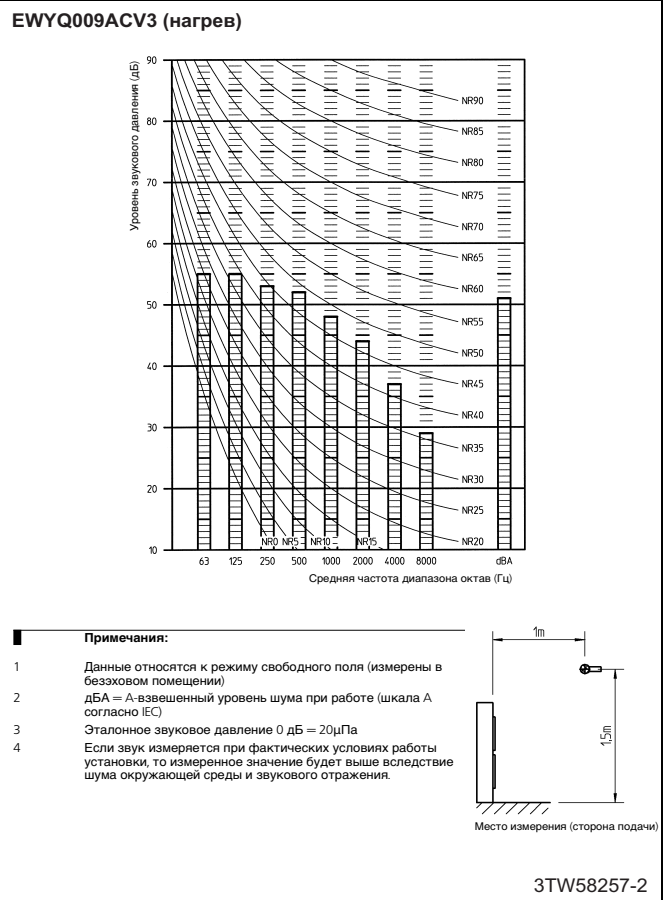 EWYQ009ACV3 (нагрев)
Уровень звукового давления (дБ)
90
80
70
60
50
40
30
20
10
NR90
NR85
NR80
NR75
NR70
NR65
NR60
NR55
NR50
NR45
NR40
NR35
NR30
NR25
NR20
NR0 NR5 NR10 NR15
63 125 250 500 1000 2000 4000 8000 dBA
Средняя частота диапазона октав (Гц)
Примечания:
1 Данные относятся к режиму свободного поля (измерены в
безэховом помещении)
2 дБА = А-взвешенный уровень шума при работе (шкала А
согласно IEC)
3 Эталонное звуковое давление 0 дБ = 20µПа
4 Если звук измеряется при фактических условиях работы
установки, то измеренное значение будет выше вследствие
шума окружающей среды и звукового отражения.
1m
1,5m
Место измерения (сторона подачи)
3TW58257-2